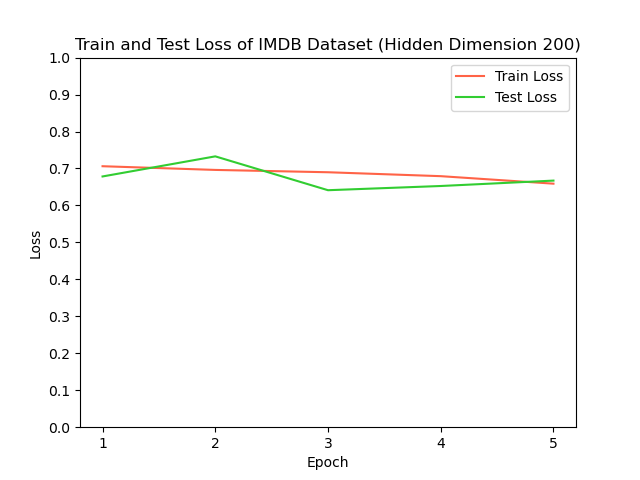 Train and Test Loss of IMDB Dataset (Hidden Dimension 200)
1.0
0.9
0.8
0.7
0.6
0.5
0.4
0.3
0.2
0.1
0.0
Loss
Train Loss
Test Loss
1 2 3 4 5
Epoch